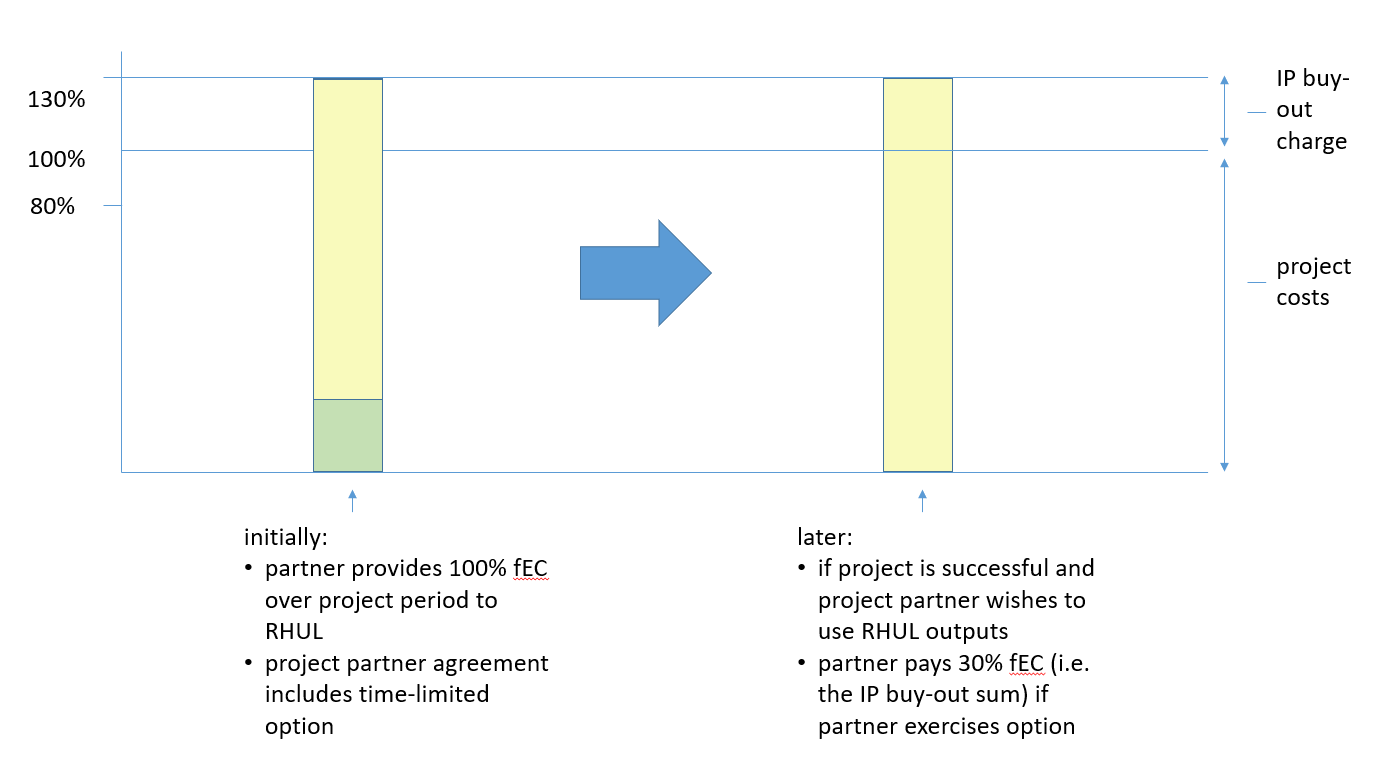 130%
100%
80%
IP buy-
out
charge
project
costs
initially:
• partner provides 100% fEC
over project period to
RHUL
• project partner agreement
includes time-limited
option
later:
• if project is successful and
project partner wishes to
use RHUL outputs
• partner pays 30% fEC (i.e.
the IP buy-out sum) if
partner exercises option